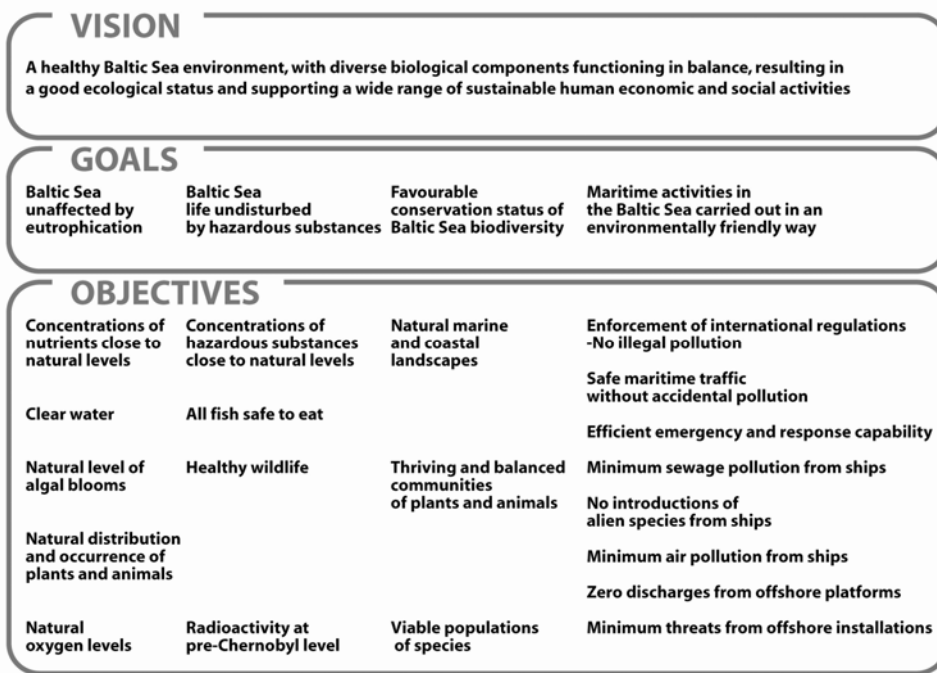 VISION
A healthy Baltic Sea environment, with diverse biological components functioning in balance, resulting in
a good ecological status and supporting a wide range of sustainable human economic and social activities
GOALS
Baltic Sea
unaffected by
eutrophication
Baltic Sea
life undisturbed
by hazardous substances
Favourable
conservation status of
Baltic Sea biodiversity
Maritime activities in
the Baltic Sea carried out in an
environmentally friendly way
OBJECTIVES
Concentrations of
nutrients close to
natural levels
Clear water
Natural level of
algal blooms
Natural distribution
and occurrence of
plants and animals
Natural
oxygen levels
Concentrations of
hazardous substances
close to natural levels
All fish safe to eat
Healthy wildlife
Radioactivity at
pre-Chernobyl level
Natural marine
and coastal
landscapes
Thriving and balanced
communities
of plants and animals
Viable populations
of species
Enforcement of international regulations
-No illegal pollution
Safe maritime traffic
without accidental pollution
Efficient emergency and response capability
Minimum sewage pollution from ships
No introductions of
alien species from ships
Minimum air pollution from ships
Zero discharges from offshore platforms
Minimum threats from offshore installations